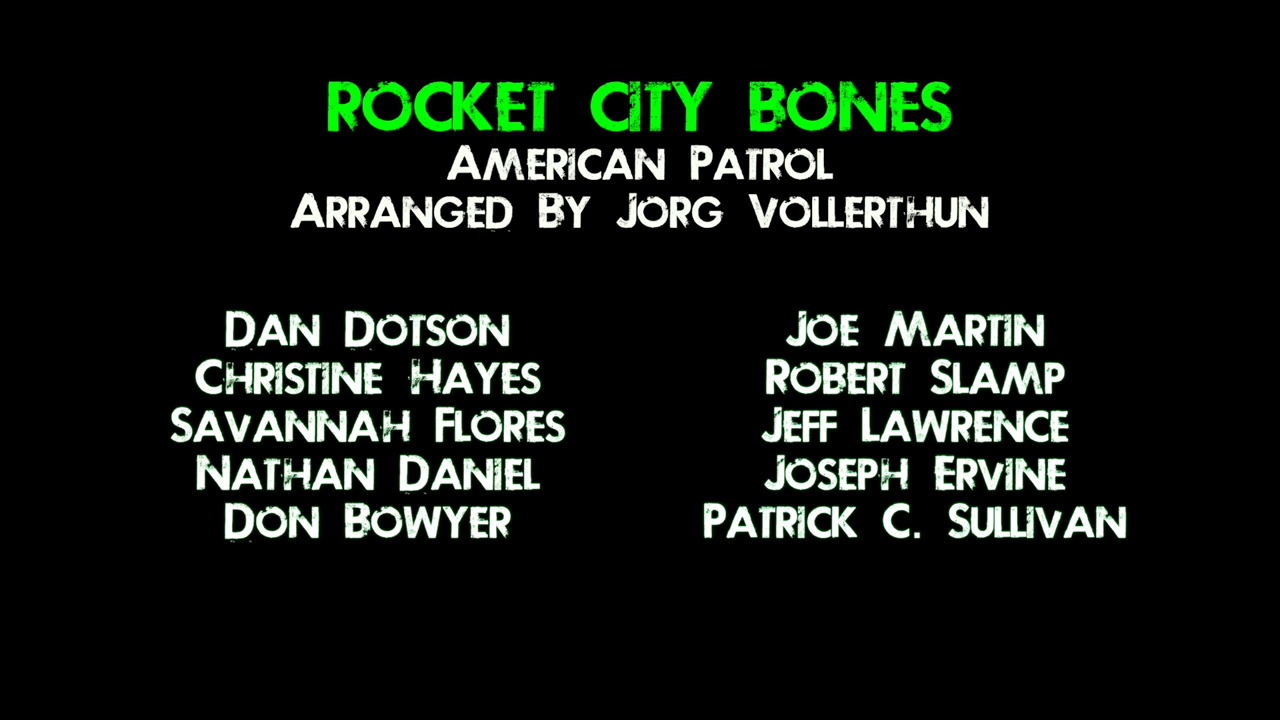 Rocket City Bones
American Patrol
Arranged By Jorg Vollerthun
Dan Dotson
Christine Hayes
Savannah Flores
Nathan Daniel
Don Bowyer
Joe Martin
Robert Slamp
Jeff Lawrence
Joseph Ervine
Patrick C. Sullivan